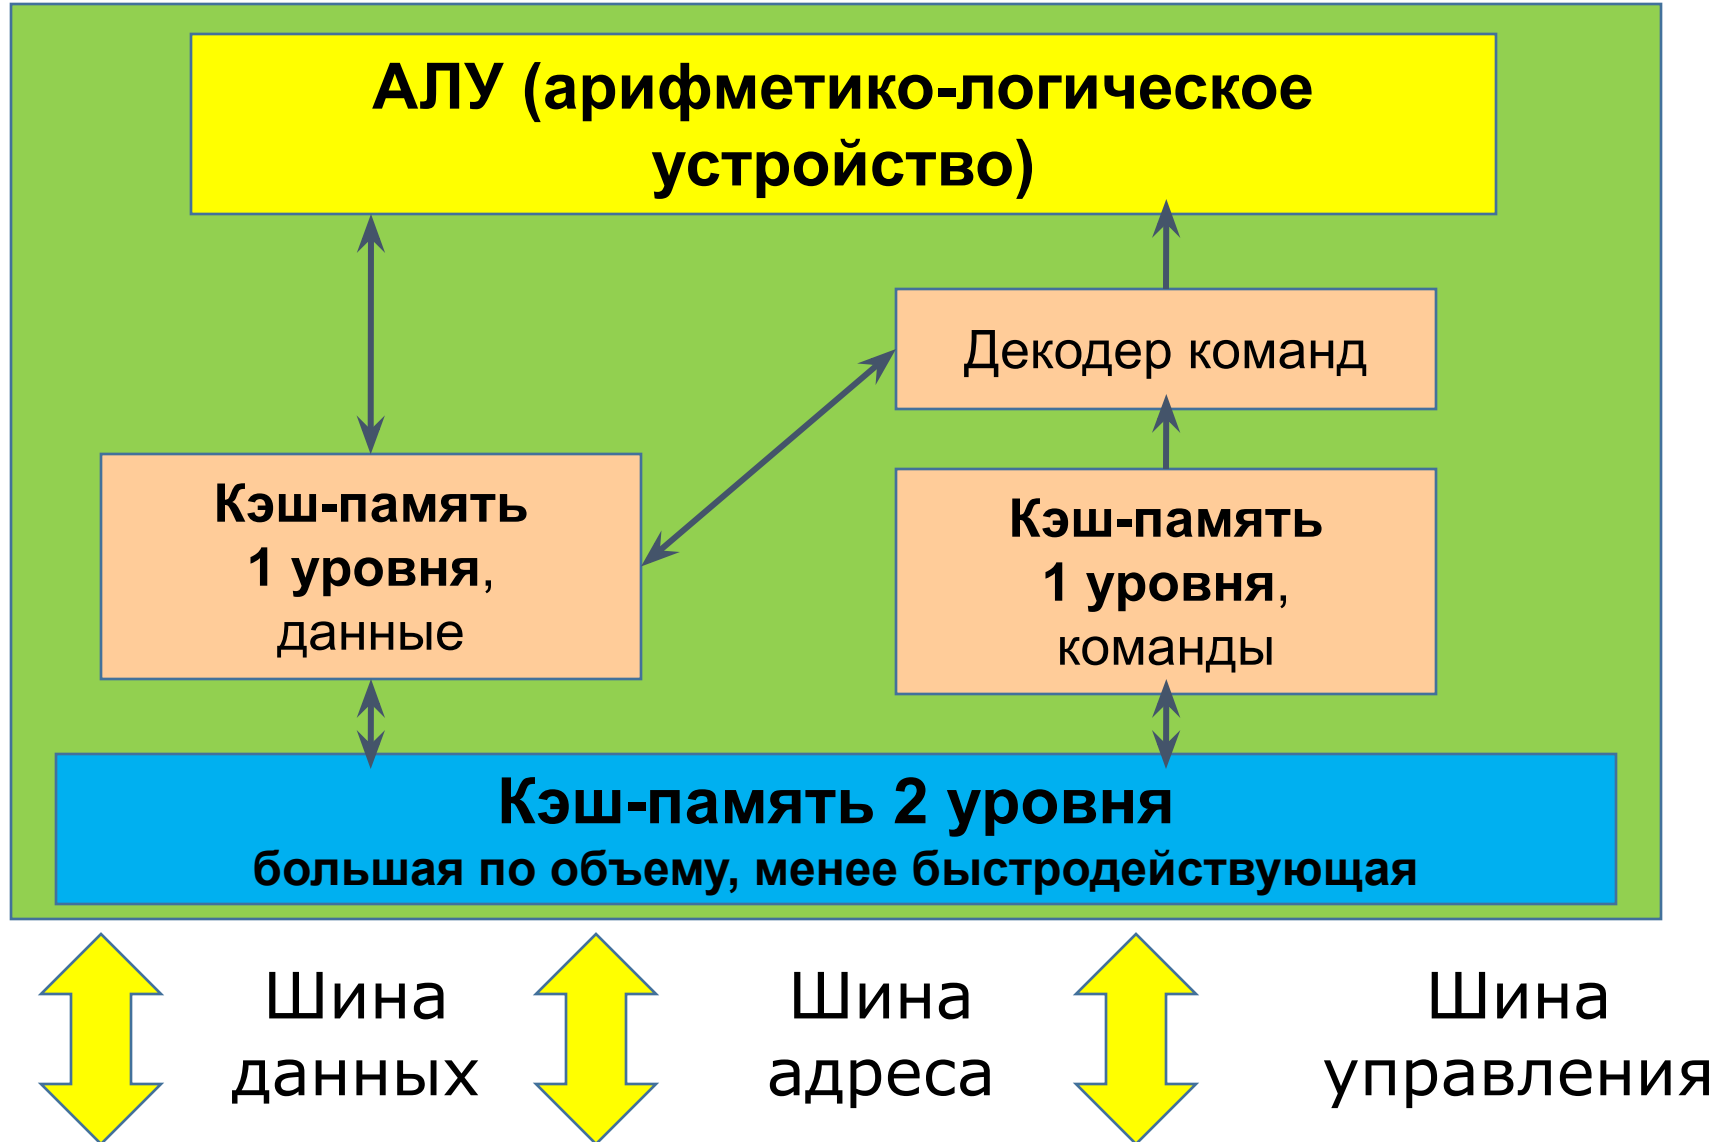 АЛУ (арифметико-логическое
устройство)
Декодер команд
Кэш-память
1 уровня,
данные
Кэш-память
1 уровня,
команды
Кэш-память 2 уровня
большая по объему, менее быстродействующая
Шина
данных
Шина
адреса
Шина
управления